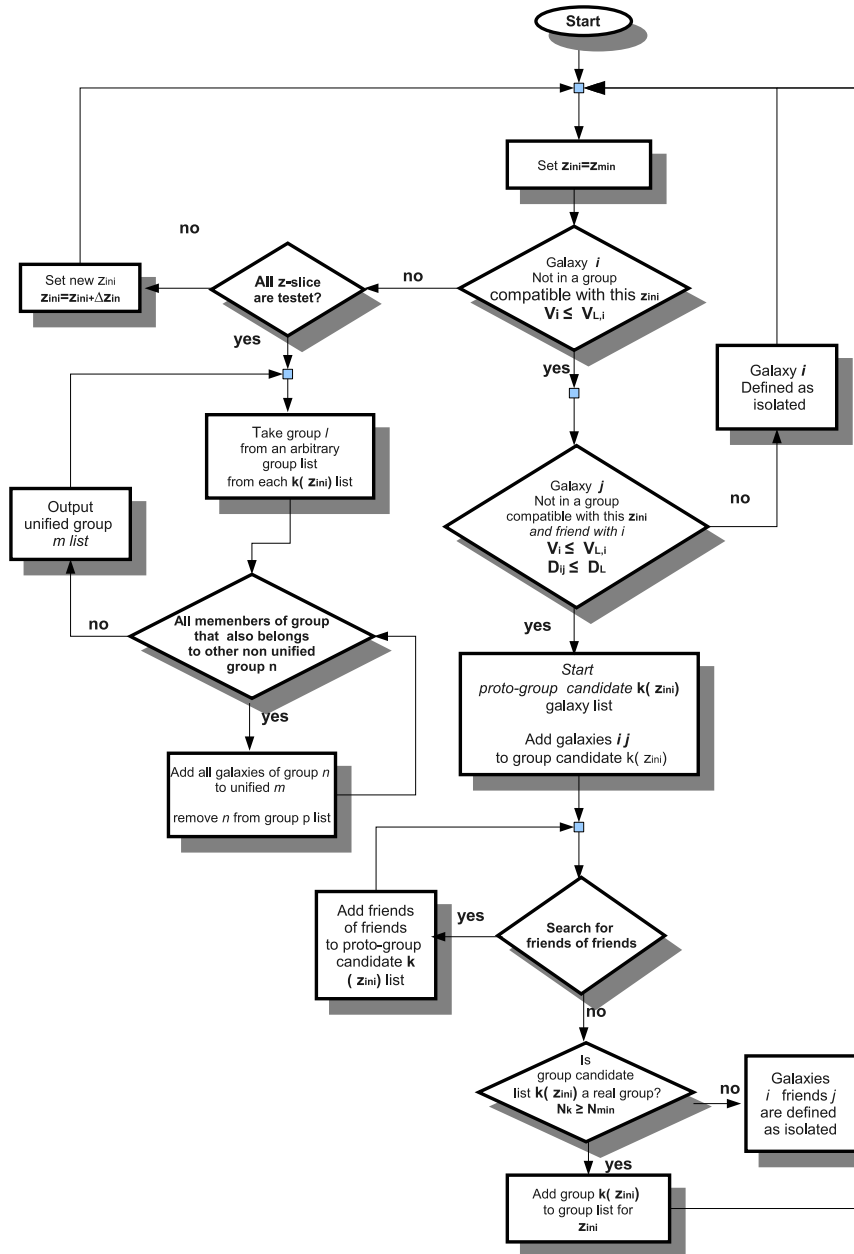 Start
Set zini=zmin
no
Set new zini
zini=zini+Δzin
All z-slice
are testet?
no
Galaxy i
Not in a group
compatible with this zini
Vi ≤ VL,i
yes
yes
Galaxy i
Defined as
isolated
Take group l
from an arbitrary
group list
from each k( zini) list
Galaxy j
Not in a group
compatible with this zini
and friend with i
Vi ≤ VL,i
Dij ≤ DL
no
Output
unified group
m list
no
All memenbers of group
that also belongs
to other non unified
group n
yes
yes
Start
proto-group candidate k( zini)
galaxy list
Add galaxies i j
to group candidate k( zini)
Add all galaxies of group n
to unified m
remove n from group p list
Add friends
of friends
to proto-group
candidate k
( zini) list
yes
Search for
friends of friends
no
Is
group candidate
list k( zini) a real group?
Nk ≥ Nmin
no
Galaxies
i friends j
are defined
as isolated
yes
Add group k( zini)
to group list for
zini